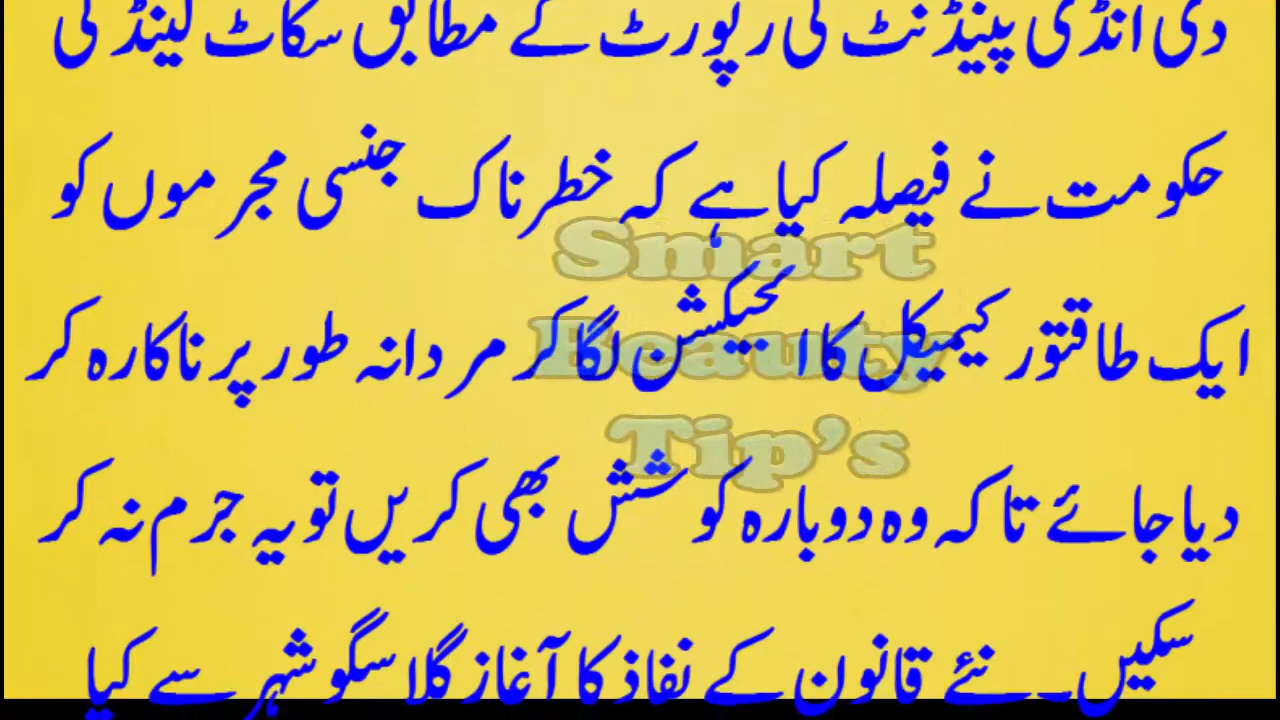 دی انڈی پینڈنٹ کی رپورٹ کے مطابق سکاٹ لینڈ کی
حکومت نے فیصلہ کیا ہے کہ خطرناک جنسی مجرموں کو
ایک طاقتور کیمیکل کا انجیکشن لگا کر مردانہ طور پر ناکارہ کر
دیا جائے تا کہ وہ دوبارہ کوشش بھی کریں تو یہ جرم نہ کر
سکیں۔ نئے قانون کے نفاذ کا آغاز گلاسگو شہر سے کیا
Smart
Beauty
Tip's